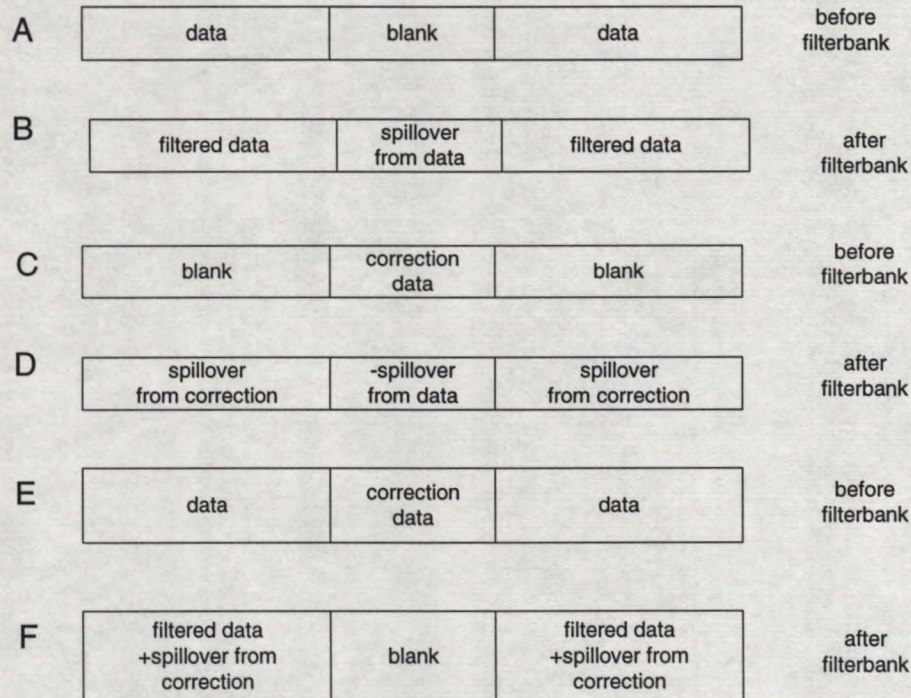 A
data
blank
data
before
filterbank
B
filtered data
spillover
from data
filtered data
after
filterbank
C
blank
correction
data
blank
before
filterbank
D
spillover
from correction
-spillover
from data
spillover
from correction
after
filterbank
E
data
correction
data
data
before
filterbank
F
filtered data
+spillover from
correction
blank
filtered data
+spillover from
correction
after
filterbank